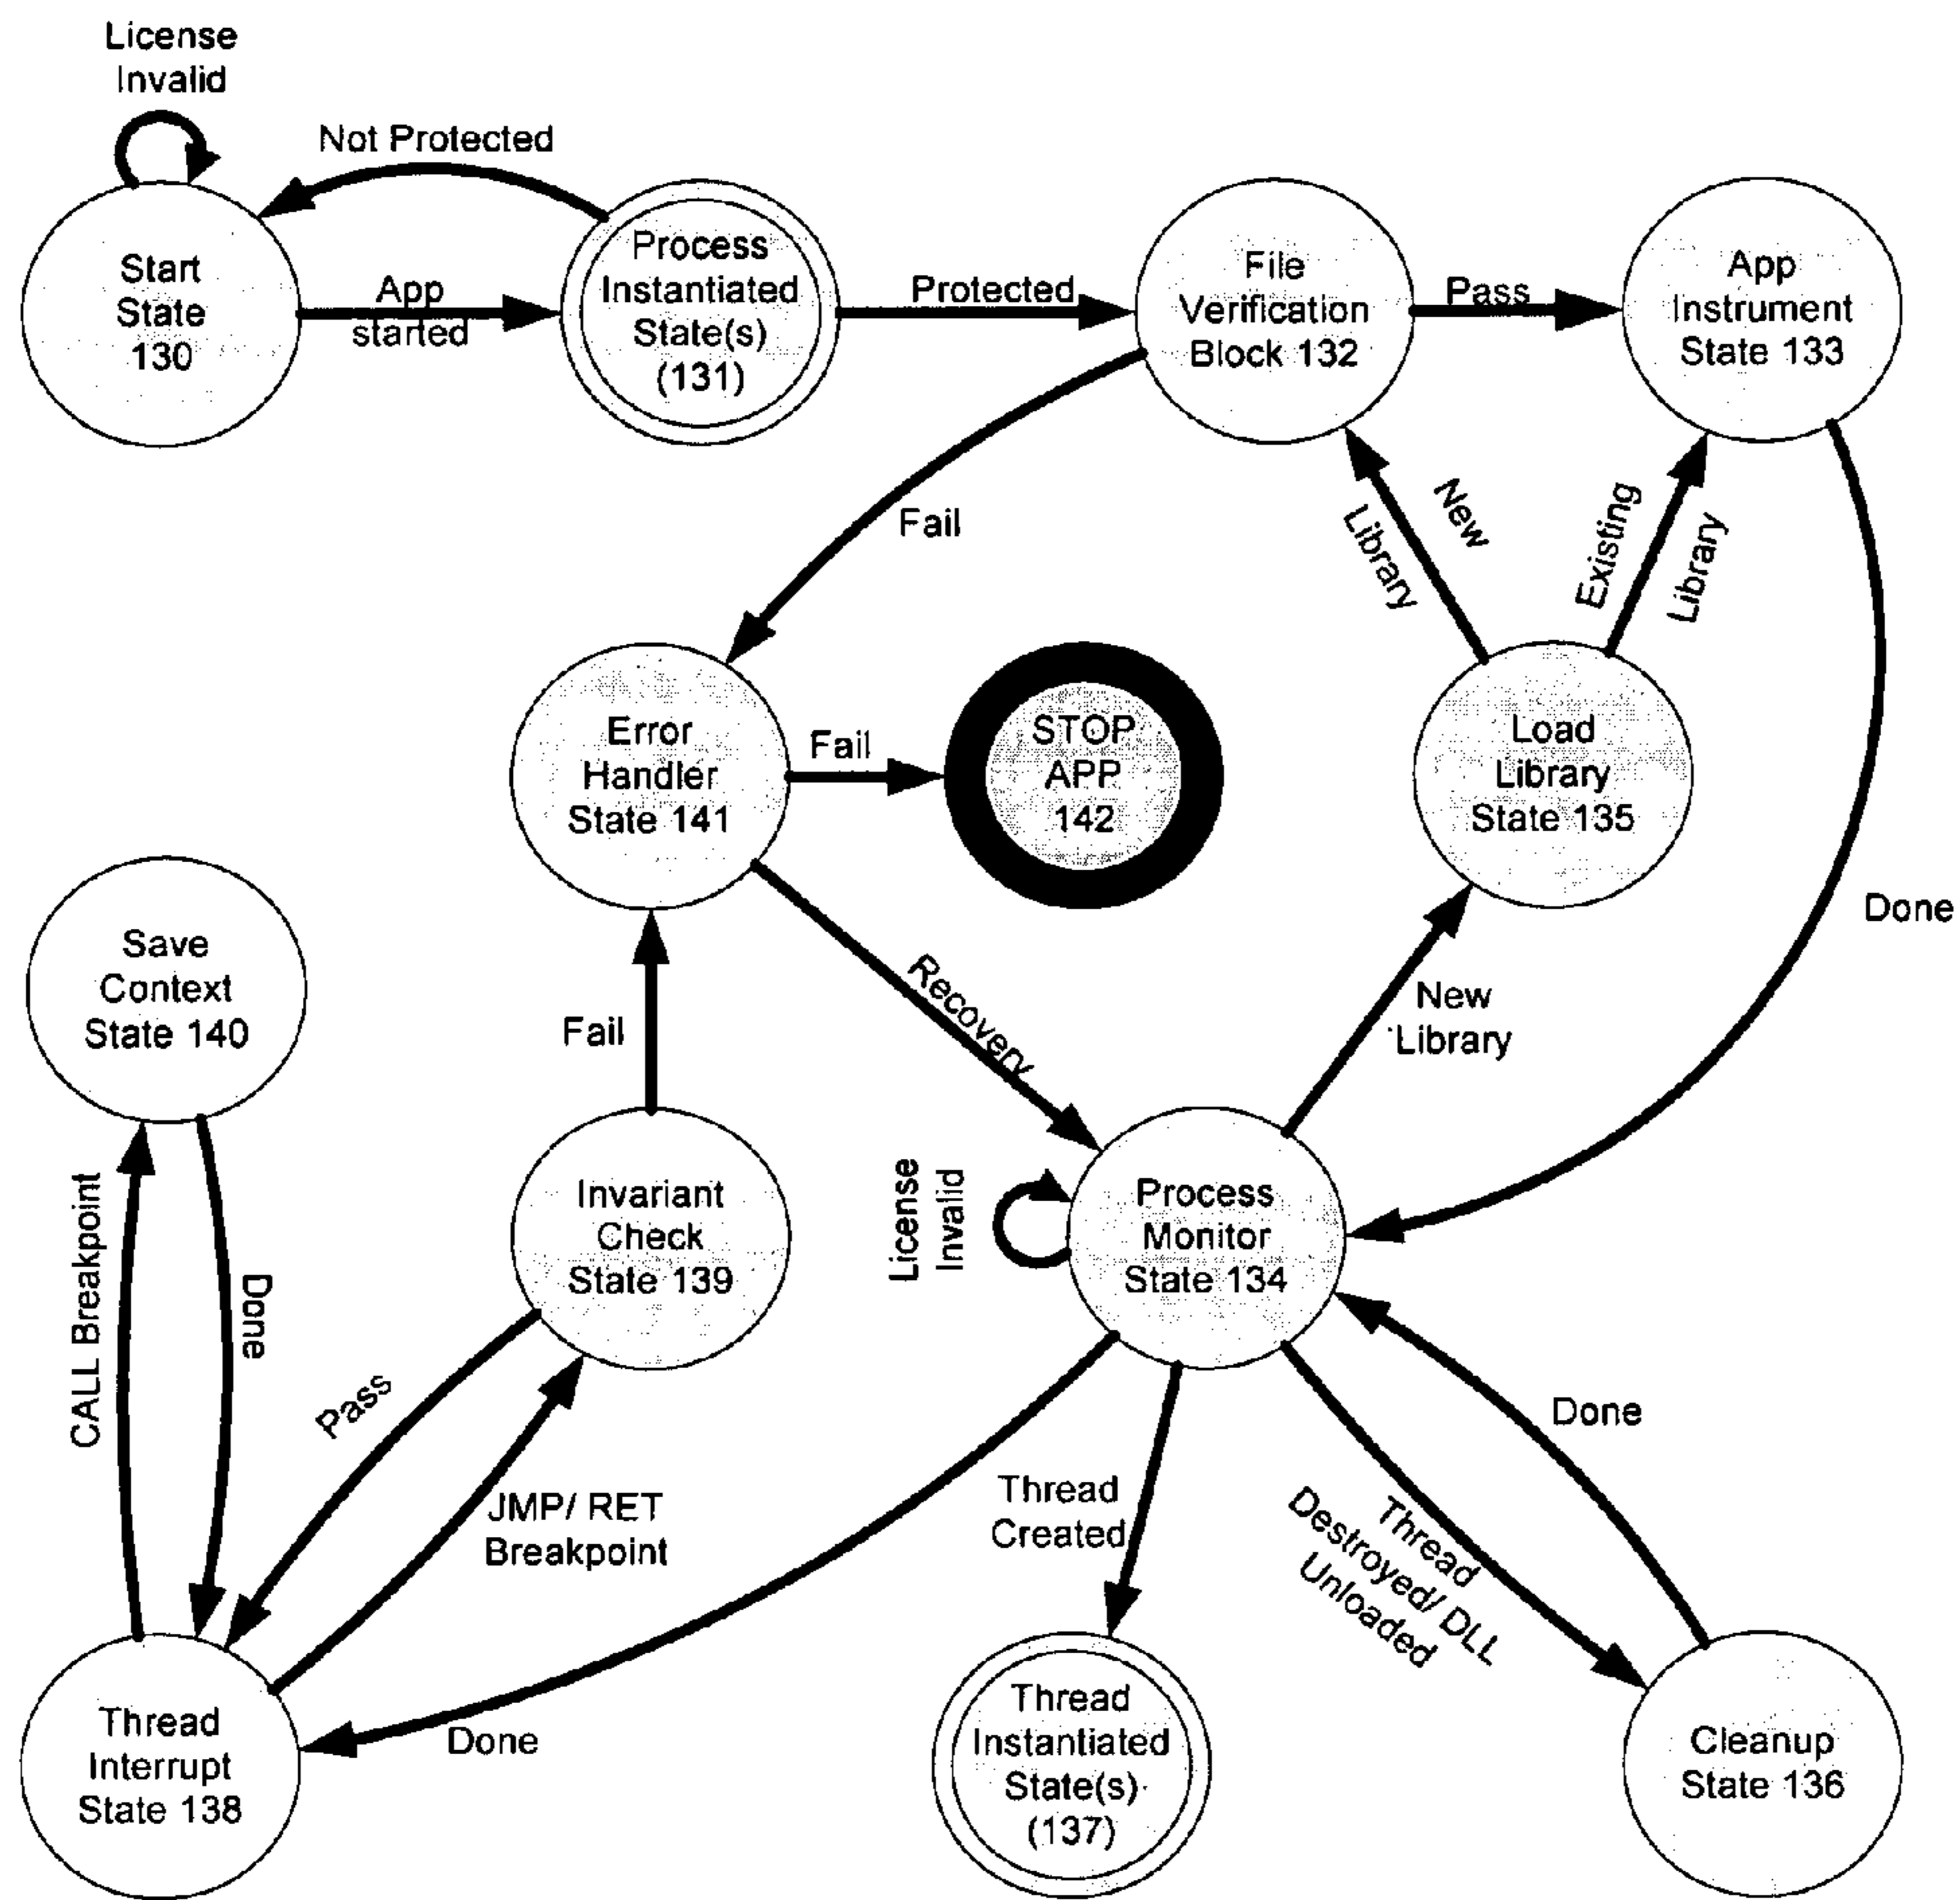 License
Invalid
Not Protected
Start
State
130
App
started
Process
Instantiated
State(s)
(131)
Protected
File
Verification
Block 132
Pass
App
Instrument
State 133
Fail
New
Library
Existing
Library
Error
Handler
State 141
Fail
STOP
APP
142
Load
Library
State 135
Done
Save
Context
State 140
Fail
Recovery
New
Library
CALL Breakpoint
Done
Invariant
Check
State 139
License
Invalid
Process
Monitor
State 134
Pass
JMP/ RET
Breakpoint
Thread
Created
Thread
Destroyed/ DLL
Unloaded
Done
Thread
Interrupt
State 138
Done
Thread
Instantiated
State(s)
(137)
Cleanup
State 136